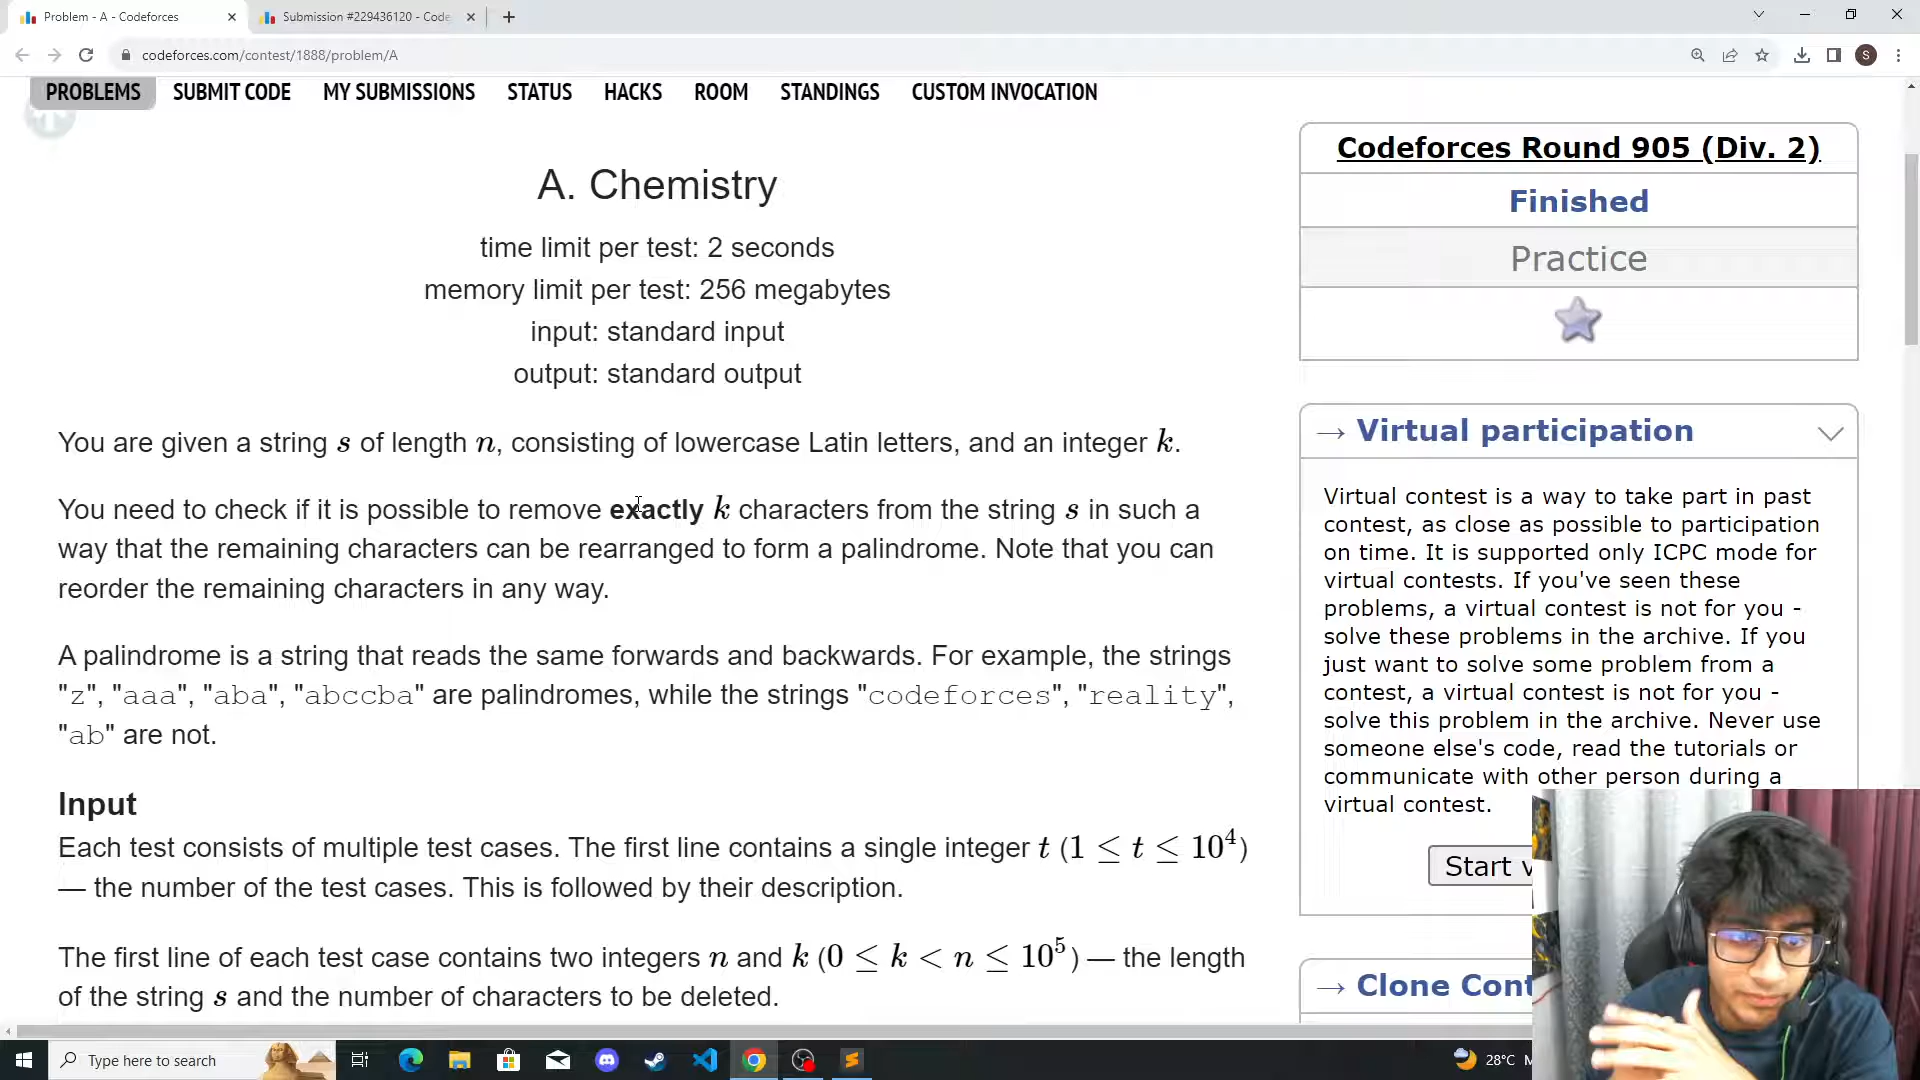 Problem - A - Codeforces
Submission #229436120 - Code
codeforces.com/contest/1888/problem/A
S
PROBLEMS SUBMIT CODE MY SUBMISSIONS STATUS HACKS ROOM STANDINGS CUSTOM INVOCATION
A. Chemistry
time limit per test: 2 seconds
memory limit per test: 256 megabytes
input: standard input
output: standard output
You are given a string s of length n, consisting of lowercase Latin letters, and an integer k.
You need to check if it is possible to remove exactly k characters from the string s in such a
way that the remaining characters can be rearranged to form a palindrome. Note that you can
reorder the remaining characters in any way.
A palindrome is a string that reads the same forwards and backwards. For example, the strings
"z", "aaa", "aba", "abccba" are palindromes, while the strings "codeforces", "reality",
"ab" are not.
Input
Each test consists of multiple test cases. The first line contains a single integer t (1 ≤ t ≤ 10⁴)
— the number of the test cases. This is followed by their description.
The first line of each test case contains two integers n and k (0 ≤ k < n ≤ 10⁵) — the length
of the string s and the number of characters to be deleted.
Codeforces Round 905 (Div. 2)
Finished
Practice
→ Virtual participation
Virtual contest is a way to take part in past
contest, as close as possible to participation
on time. It is supported only ICPC mode for
virtual contests. If you've seen these
problems, a virtual contest is not for you -
solve these problems in the archive. If you
just want to solve some problem from a
contest, a virtual contest is not for you -
solve this problem in the archive. Never use
someone else's code, read the tutorials or
communicate with other person during a
virtual contest.
Start v
→ Clone Cont
Type here to search
28°C M